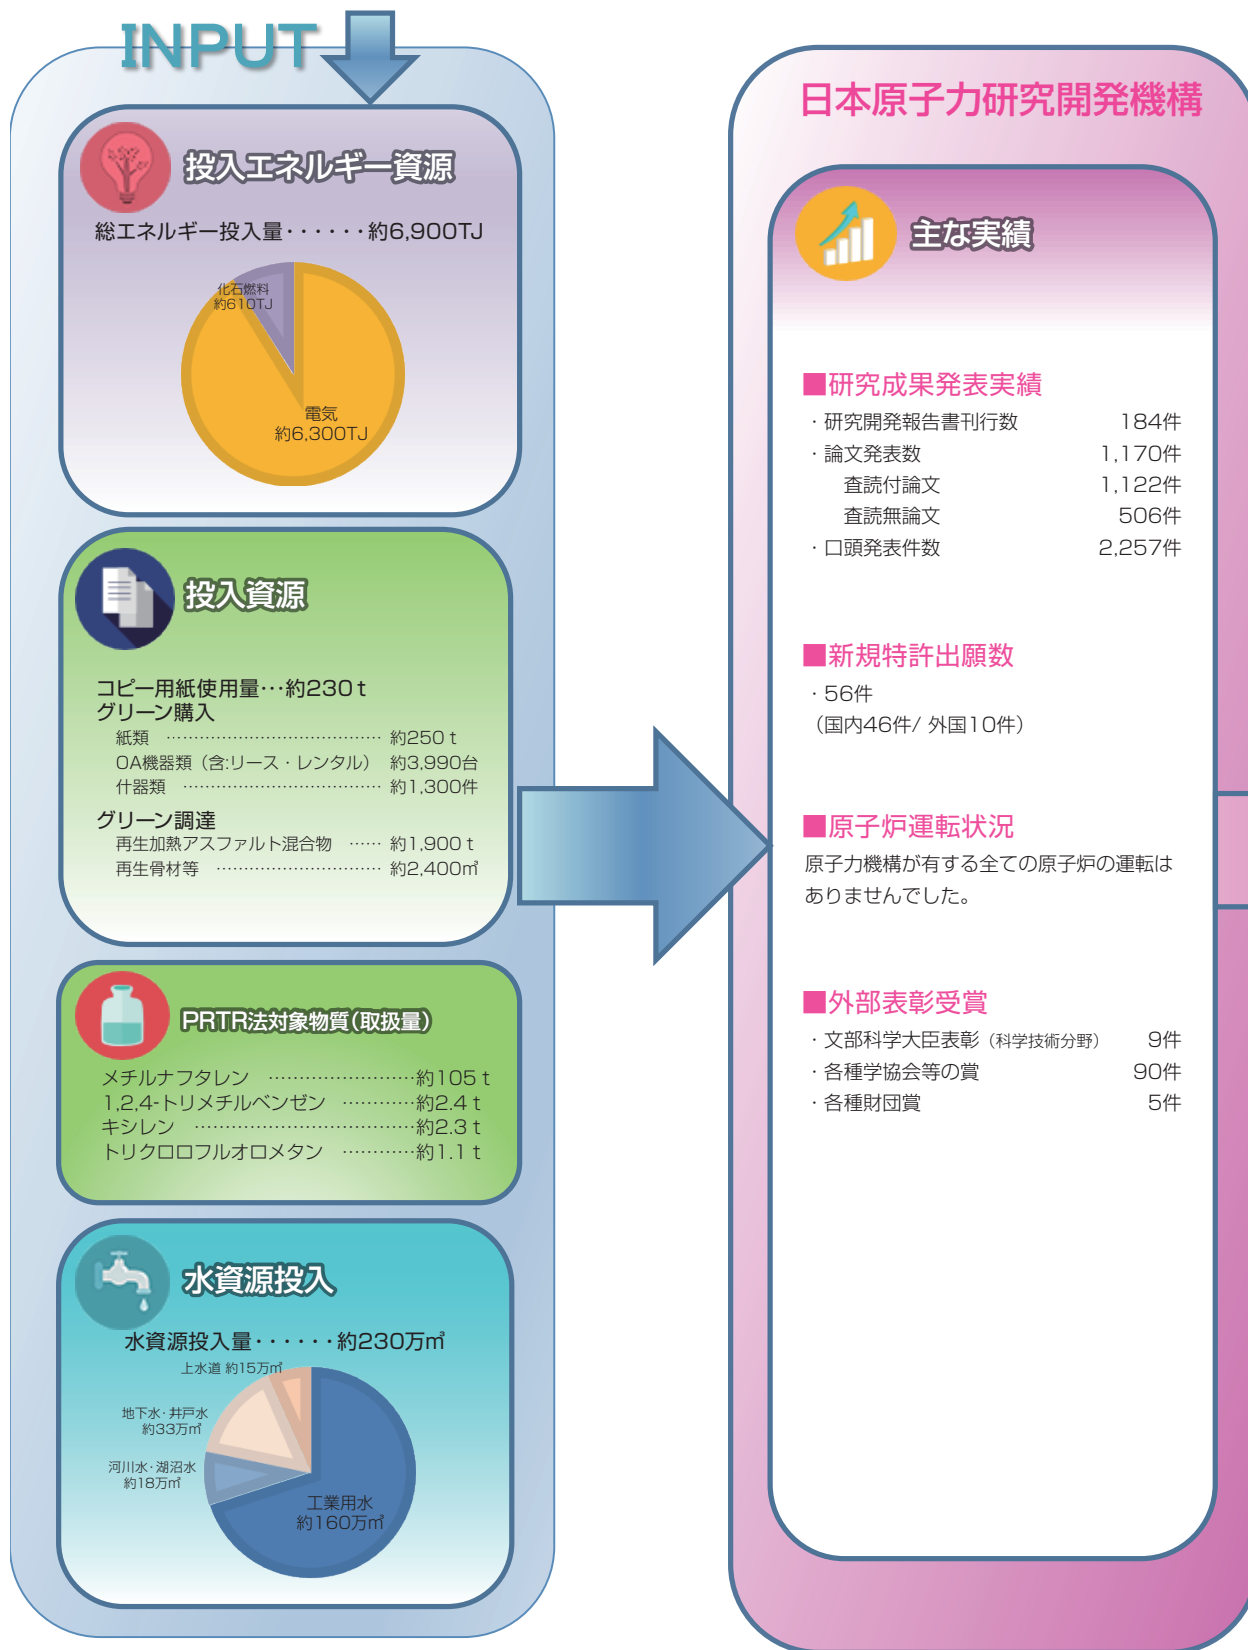 INPUT
投入エネルギー資源
総エネルギー投入量・・・・・・約6,900TJ
化石燃料
約610TJ
電気
約6,300TJ
投入資源
コピー用紙使用量…約230ｔ
グリーン購入
紙類 ………………………… 約250ｔ
OA機器類（含:リース・レンタル） 約3,990台
什器類 ……………………………… 約1,300件
グリーン調達
再生加熱アスファルト混合物 …… 約1,900ｔ
再生骨材等 ………………………… 約2,400㎥
PRTR法対象物質（取扱量）
メチルナフタレン ……………………約105ｔ
1,2,4-トリメチルベンゼン …………約2.4ｔ
キシレン ………………………………約2.3ｔ
トリクロロフルオロメタン …………約1.1ｔ
水資源投入
水資源投入量・・・・・・約230万㎥
上水道 約15万㎥
地下水・井戸水
約33万㎥
河川水・湖沼水
約18万㎥
工業用水
約160万㎥
日本原子力研究開発機構
主な実績
■研究成果発表実績
・研究開発報告書刊行数 184件
・論文発表数 1,170件
査読付論文 1,122件
査読無論文 506件
・口頭発表件数 2,257件
■新規特許出願数
・56件
（国内46件/ 外国10件）
■原子炉運転状況
原子力機構が有する全ての原子炉の運転は
ありませんでした。
■外部表彰受賞
・文部科学大臣表彰（科学技術分野） 9件
・各種学協会等の賞 90件
・各種財団賞 5件